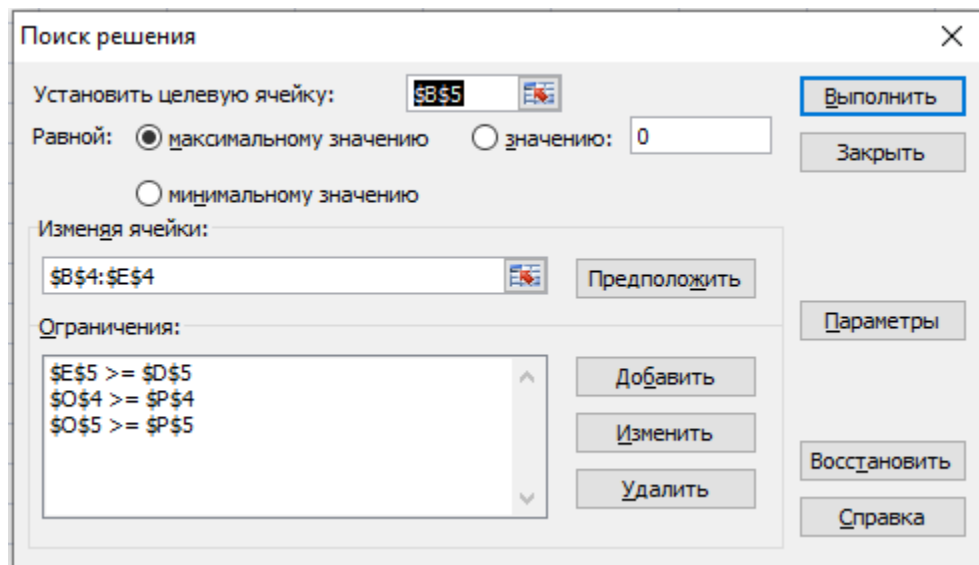 Поиск решения
Установить целевую ячейку: $B$5 Выполнить
Равной: максимальному значению значению: 0 Закрыть
минимальному значению
Изменяя ячейки:
$B$4:$E$4 Предположить
Ограничения: Параметры
$E$5 >= $D$5 Добавить
$O$4 >= $P$4
$O$5 >= $P$5
Изменить
Восстановить
Удалить
Справка